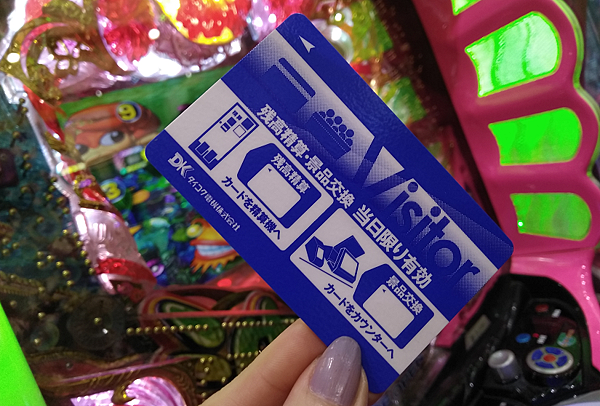 Visitor
残高精算・景品交換 当日限り有効
残高精算
カードを精算機へ
景品交換
カードをカウンターへ
DK ダイコク電機株式会社